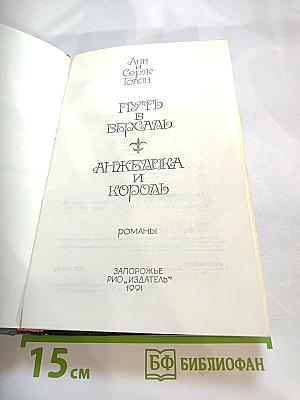 Анн
и
Серж
Голон
ПУТЬ
В
ВЕРСАЛЬ
АНЖЕЛИКА
И
КОРОЛЬ
РОМАНЫ
ЗАПОРОЖЬЕ
РИО „ИЗДАТЕЛЬ"
1991
15 см
БФ БИБЛИОФАН